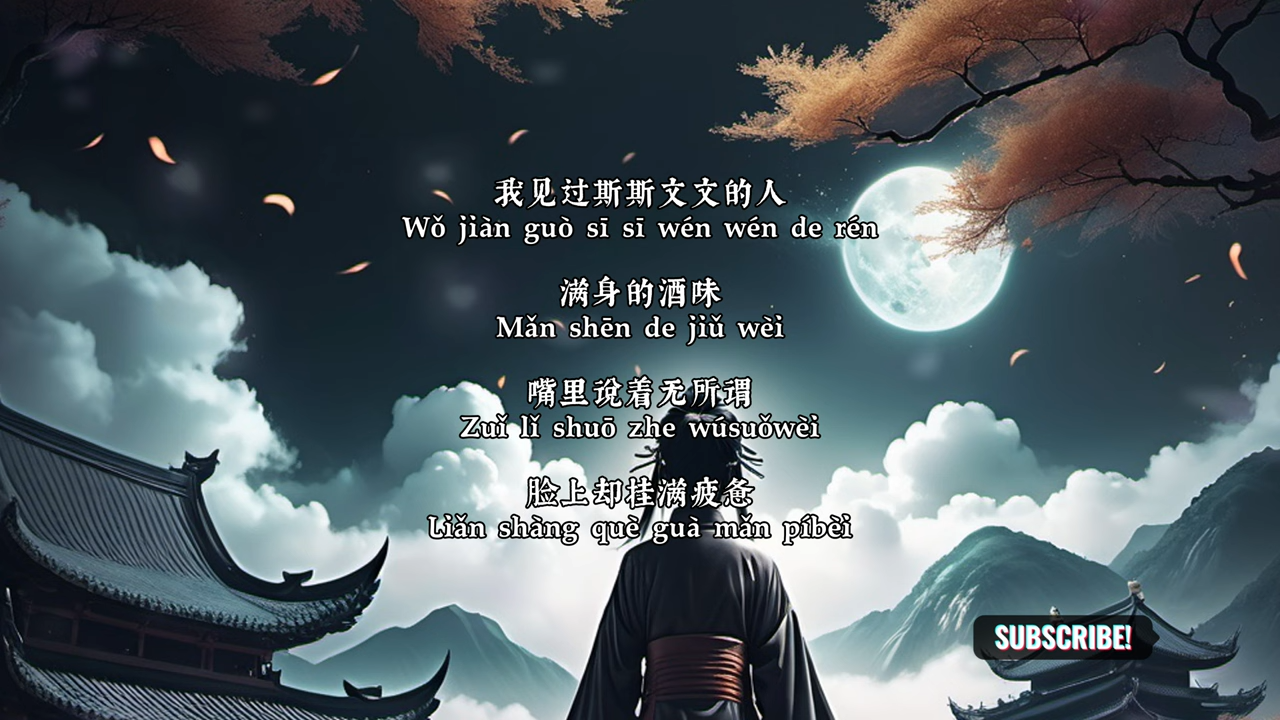 我见过斯斯文文的人
Wǒ jiàn guò sī sī wén wén de rén
满身的酒味
Mǎn shēn de jiǔ wèi
嘴里说着无所谓
Zuǐ lǐ shuō zhe wúsuǒwèi
脸上却挂满疲惫
Liǎn shàng què guà mǎn píbèi
SUBSCRIBE!